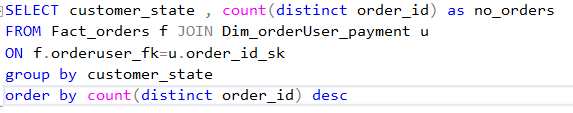 SELECT customer_state , count(distinct order_id) as no_orders
FROM Fact_orders f JOIN Dim_orderUser_payment u
ON f.orderuser_fk=u.order_id_sk
group by customer_state
order by count(distinct order_id) desc